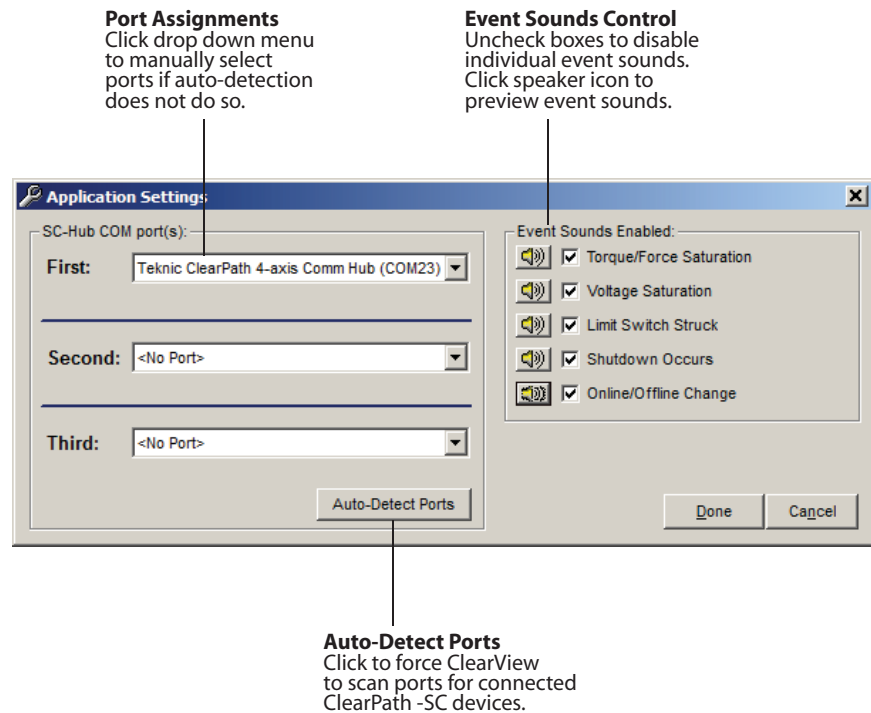 Port Assignments
Click drop down menu
to manually select
ports if auto-detection
does not do so.
Event Sounds Control
Uncheck boxes to disable
individual event sounds.
Click speaker icon to
preview event sounds.
Application Settings
SC-Hub COM port(s):
First:
Teknic ClearPath 4-axis Comm Hub (COM23)
Second:
<No Port>
Third:
<No Port>
Auto-Detect Ports
Event Sounds Enabled:
Torque/Force Saturation
Voltage Saturation
Limit Switch Struck
Shutdown Occurs
Online/Offline Change
Done
Cancel
Auto-Detect Ports
Click to force ClearView
to scan ports for connected
ClearPath -SC devices.